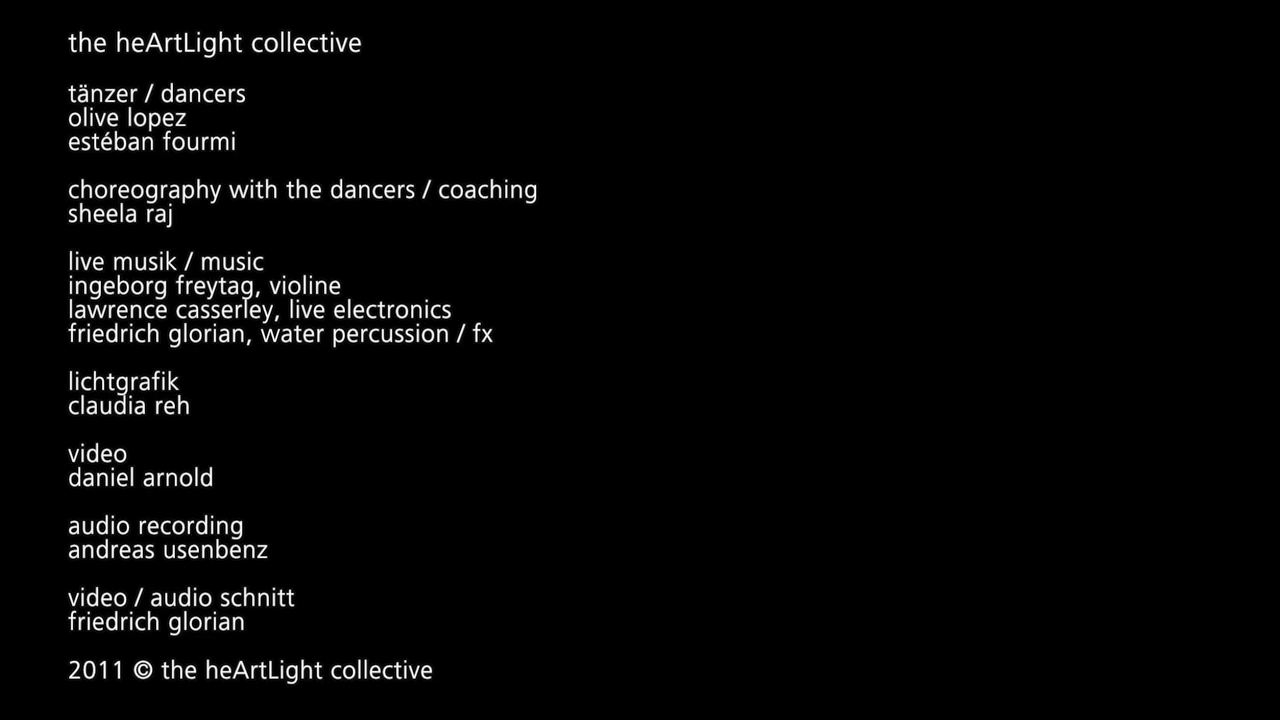 the heArtLight collective
tänzer / dancers
olive lopez
estéban fourmi
choreography with the dancers / coaching
sheela raj
live musik / music
ingeborg freytag, violine
lawrence casserley, live electronics
friedrich glorian, water percussion / fx
lichtgrafik
claudia reh
video
daniel arnold
audio recording
andreas usenbenz
video / audio schnitt
friedrich glorian
2011 © the heArtLight collective